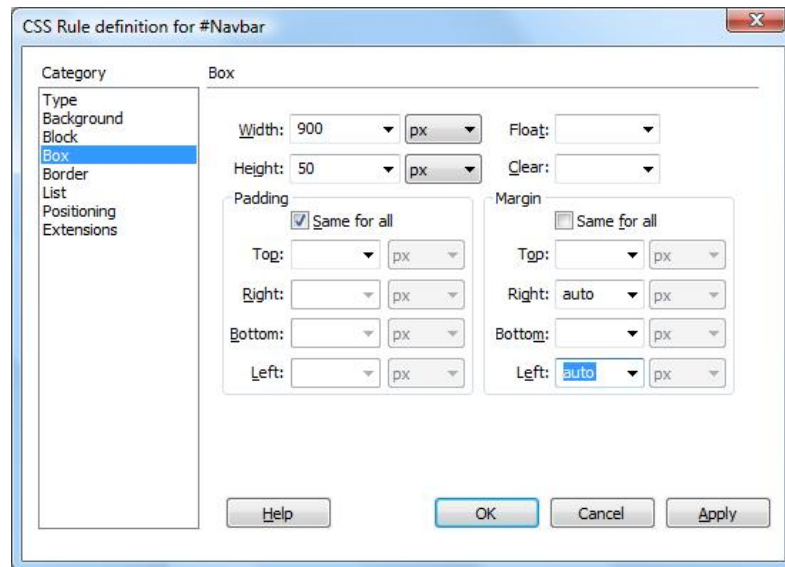 CSS Rule definition for #Navbar
Category
Type
Background
Block
Box
Border
List
Positioning
Extensions
Box
Width: 900 px Float:
Height: 50 px Clear:
Padding
Same for all
Top: px
Right: px
Bottom: px
Left: px
Margin
Same for all
Top: px
Right: auto px
Bottom: px
Left: auto px
Help OK Cancel Apply